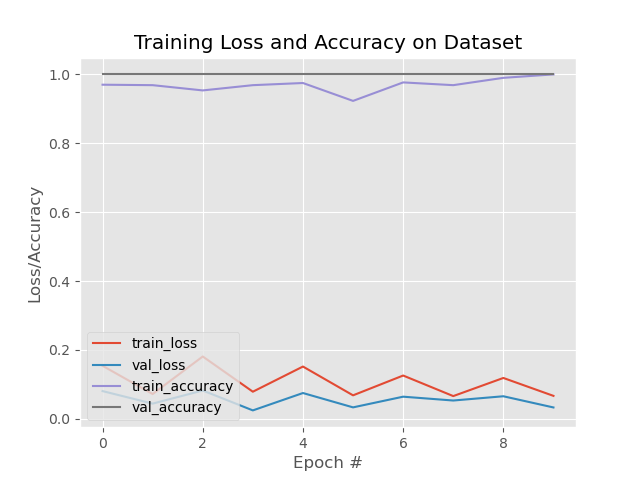 Training Loss and Accuracy on Dataset
1.0
0.8
0.6
0.4
0.2
0.0
Loss/Accuracy
train_loss
val_loss
train_accuracy
val_accuracy
0 2 4 6 8
Epoch #